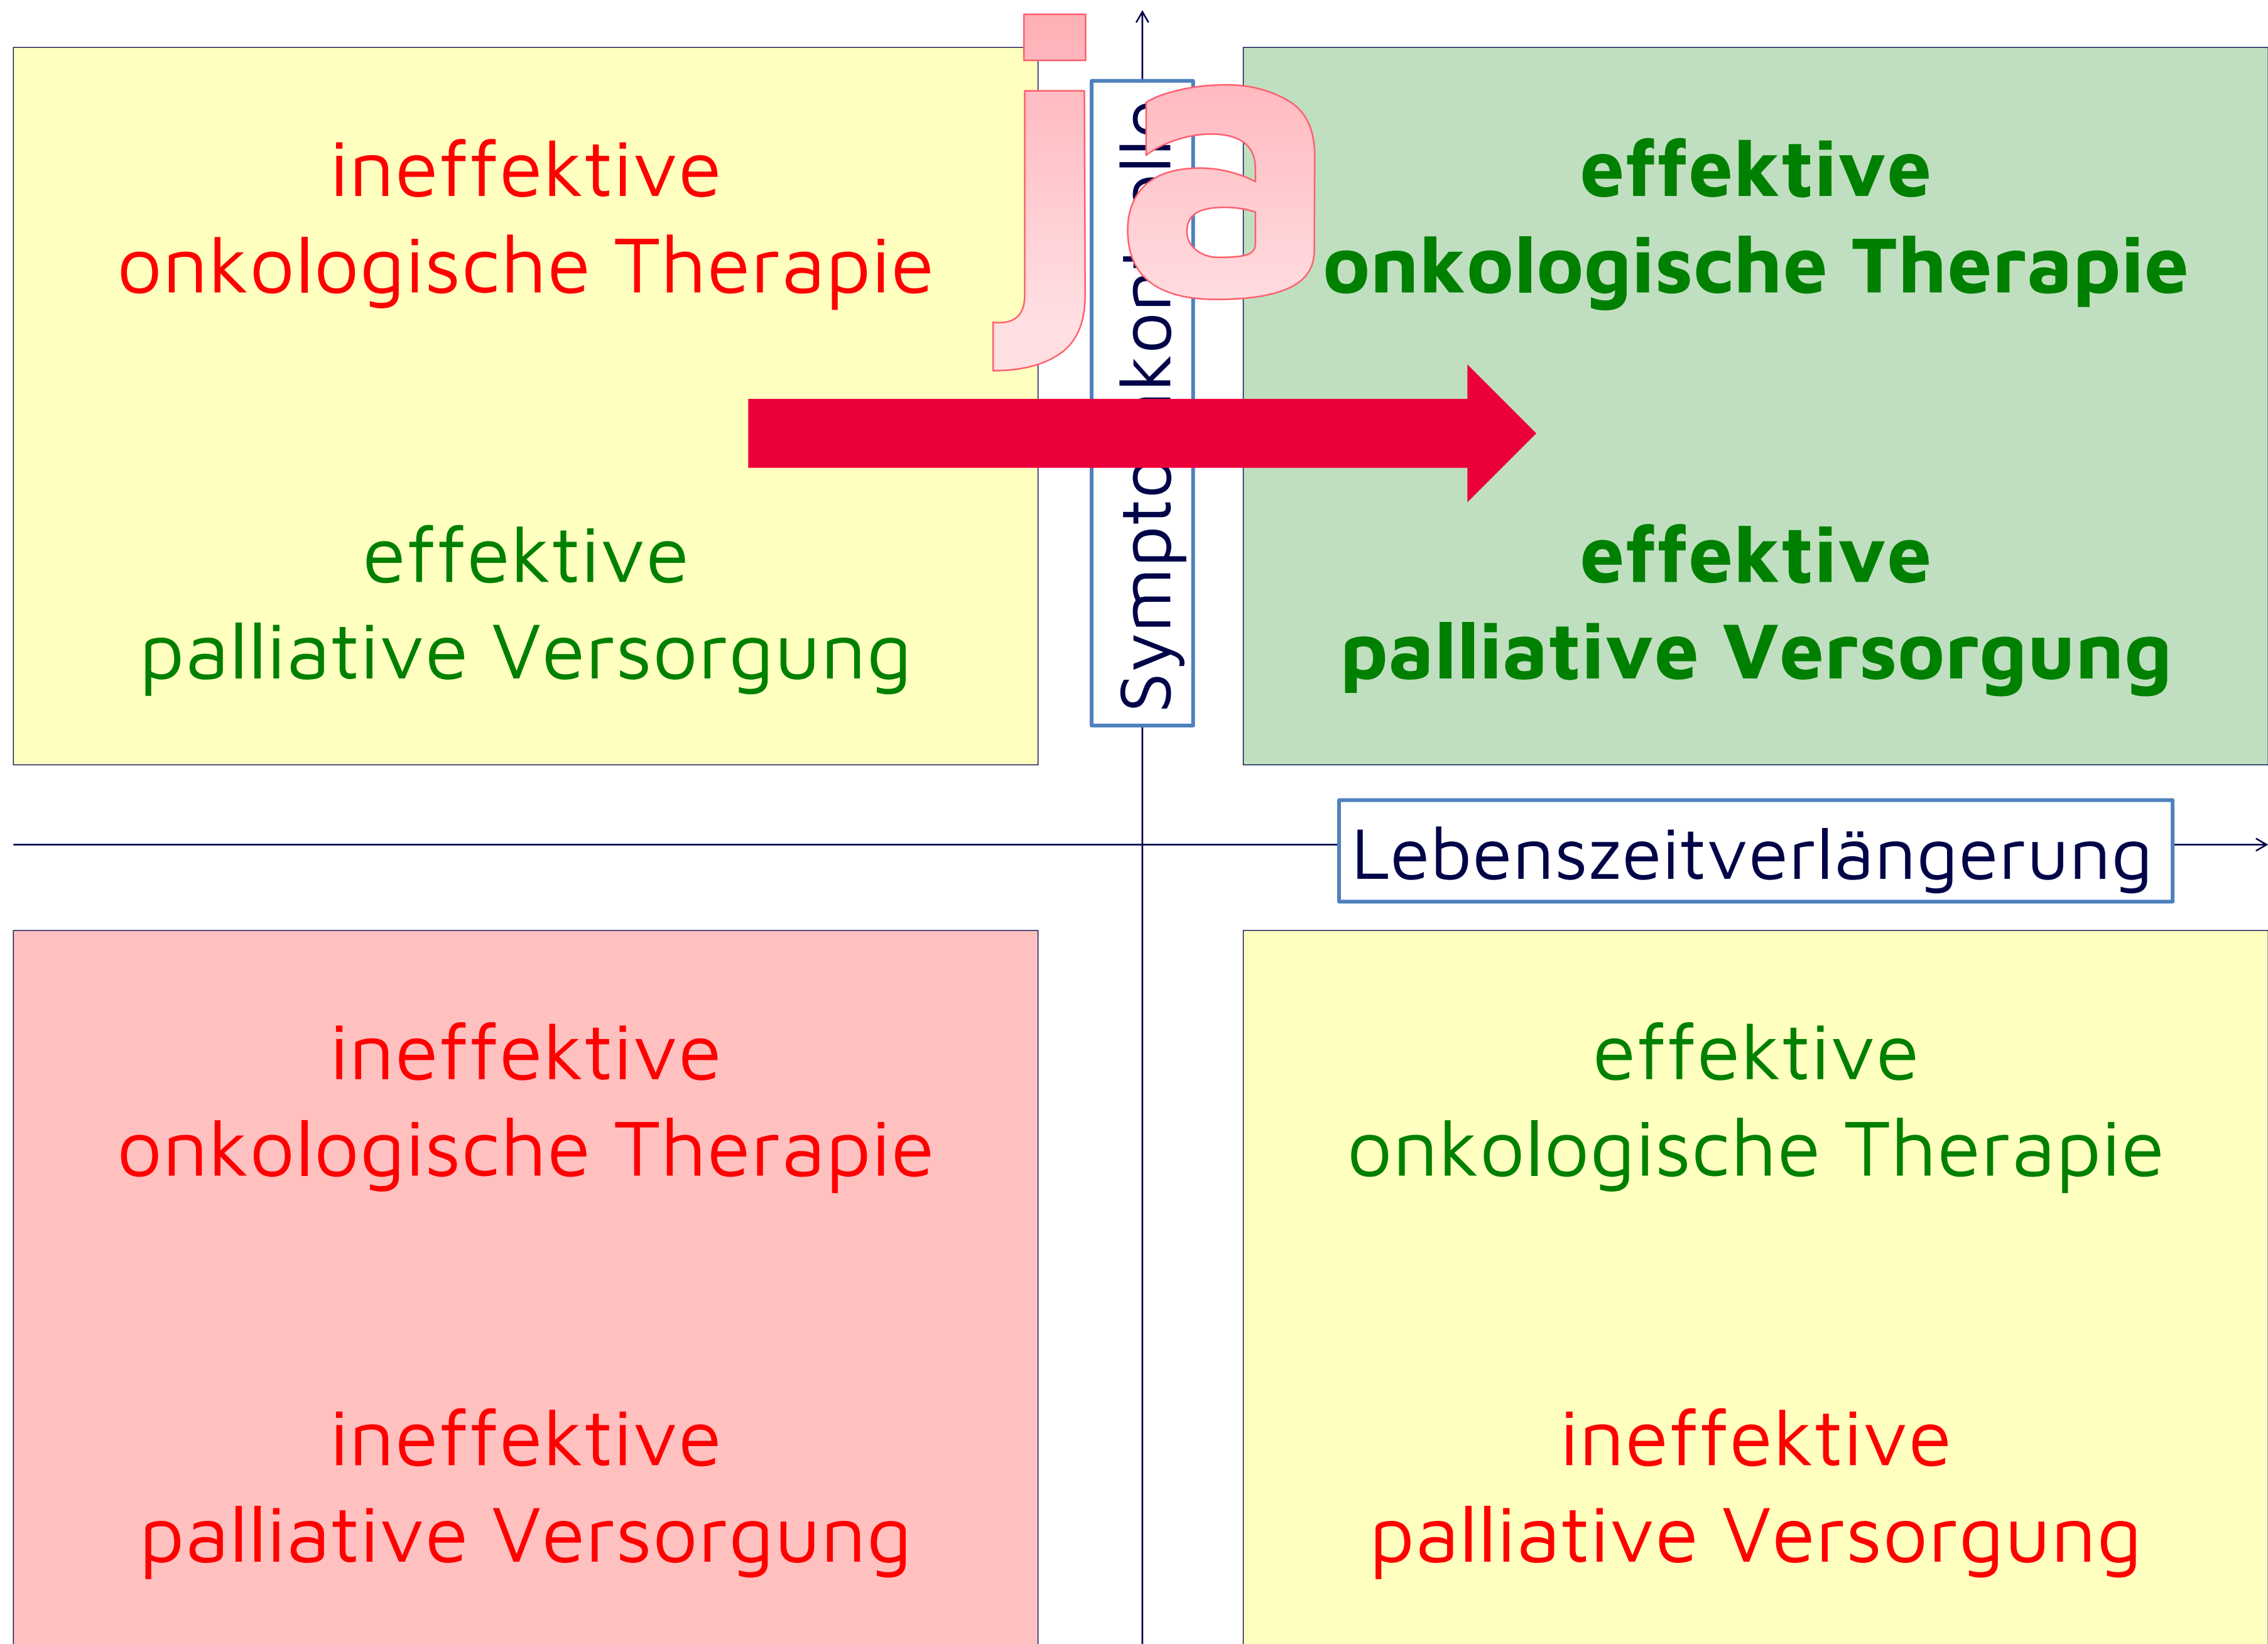 ja
ineffektive
onkologische Therapie
effektive
palliative Versorgung
Symptomkontrolle
effektive
onkologische Therapie
effektive
palliative Versorgung
Lebenszeitverlängerung
ineffektive
onkologische Therapie
ineffektive
palliative Versorgung
effektive
onkologische Therapie
ineffektive
palliative Versorgung